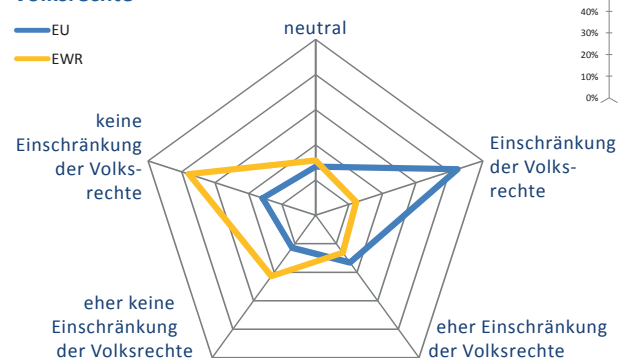 EU
EWR
neutral
40%
30%
20%
10%
0%
keine
Einschränkung
der Volks-
rechte
Einschränkung
der Volks-
rechte
eher keine
Einschränkung
der Volksrechte
eher Einschränkung
der Volksrechte